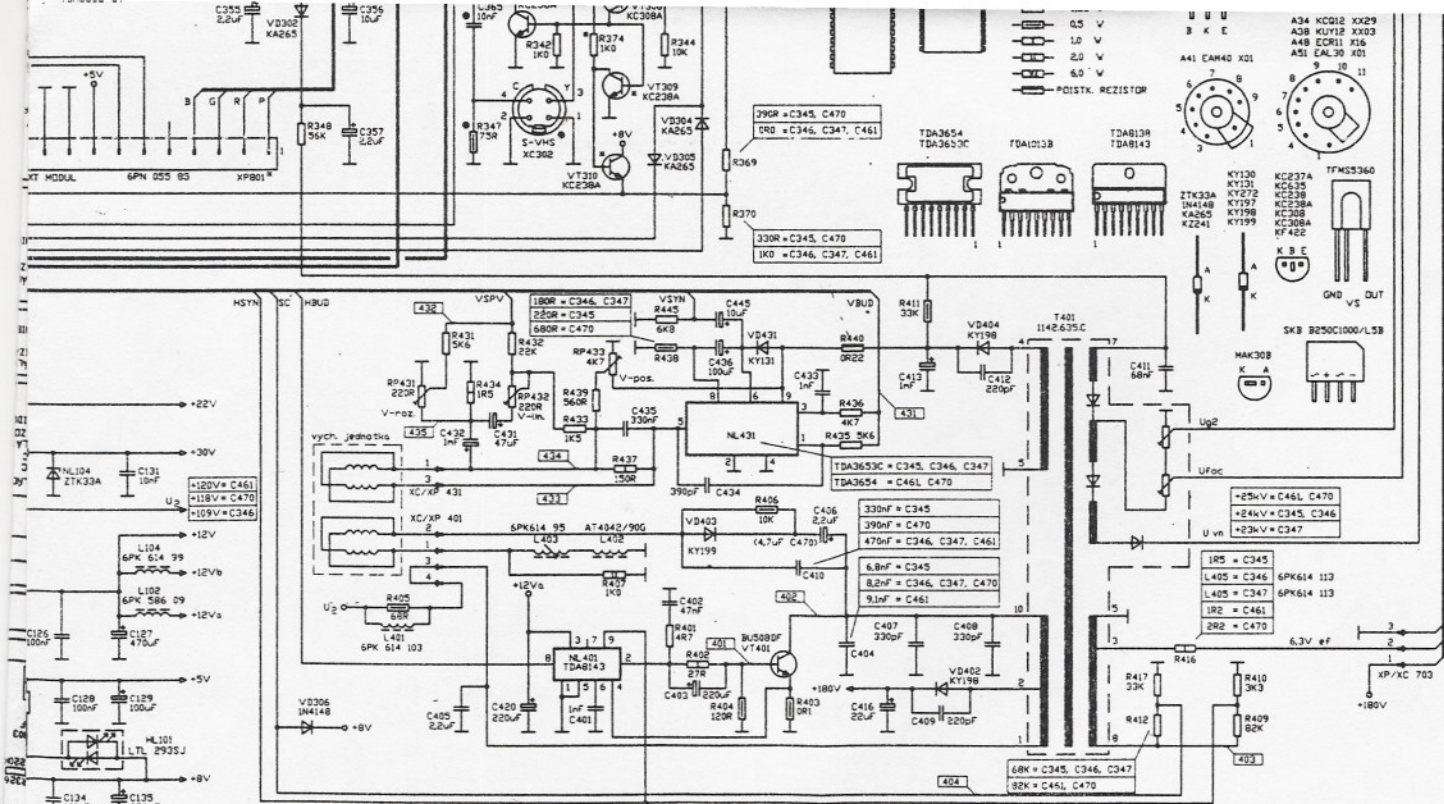 C355
2,2uF
VD302
KA265
C356
10uF
C365
10nF
KC238A
R342
1K0
R374
1K0
KC308A
R344
10K
0,5 W
1,0 W
2,0 W
6,0 W
POISTK. REZISTOR
B K E
A34 KCQ12 XX29
A38 KUY12 XX03
A48 ECR11 X16
A51 EAL30 X01
A41 EAM40 X01
+5V
B G R P
R348
56K
C357
2,2uF
C Y
4 3
2 1
R347
75R
S-VHS
XC302
VT309
KC238A
+8V
VT310
KC238A
VD304
KA265
VD305
KA265
390R = C345, C470
0R0 = C346, C347, C461
R369
R370
330R = C345, C470
1K0 = C346, C347, C461
TDA3654
TDA3653C
TDA1013B
TDA8138
TDA8143
XT MODUL
6PN 055 85
XP801*
1
ZTK33A
1N4148
KA265
KZ241
KY130
KY131
KY272
KY197
KY198
KY199
KC237A
KC635
KC238
KC238A
KC308
KC308A
KF422
K B E
TFMS5360
GND VS OUT
A
K
A
K
SKB B250C1000/L5B
MAK30B
K A
HSYN
SC
HBUD
VSPV
VSYN
VBUD
432
R431
5K6
R432
22K
180R = C346, C347
220R = C345
680R = C470
R445
6K8
R438
C445
10uF
C436
100uF
VD431
KY131
R440
0R22
R411
33K
VD404
KY198
T401
1142.635.C
C413
1nF
C412
220pF
C411
68nF
RP431
220R
V-roz.
R434
1R5
RP432
220R
V-lin.
RP433
4K7
V-pos.
R439
560R
R433
1K5
C435
330nF
C433
1nF
R436
4K7
R435 5K6
431
NL431
435
C432
1nF
C431
47uF
434
433
R437
150R
390pF
C434
TDA3653C = C345, C346, C347
TDA3654 = C461, C470
Ug2
Ufoc
U vn
+25kV = C461, C470
+24kV = C345, C346
+23kV = C347
+22V
+30V
NL104
ZTK33A
C131
10nF
+120V = C461
+118V = C470
+109V = C346
U2
+12V
L104
6PK 614 99
+12Vb
L102
6PK 586 09
+12Va
C126
100nF
C127
470uF
+5V
C128
100nF
C129
100uF
HL101
LTL 293SJ
+8V
C134
C135
vych. jednotka
XC/XP 431
XC/XP 401
6PK614 95
L403
AT4042/90G
L402
R407
1K0
VD403
KY199
R406
10K
C406
2,2uF
(4,7uF C470)
C410
330nF = C345
390nF = C470
470nF = C346, C347, C461
6,8nF = C345
8,2nF = C346, C347, C470
9,1nF = C461
U2
R405
68R
L401
6PK 614 103
+12Va
C402
47nF
R401
4R7
402
401
BU508DF
VT401
C407
330pF
C408
330pF
C404
NL401
TDA8143
R402
27R
C403
220uF
R404
120R
R403
0R1
+180V
VD402
KY198
C416
22uF
C409
220pF
C405
2,2uF
C420
220uF
1nF
C401
VD306
1N4148
+8V
1R5 = C345
L405 = C346 6PK614 113
L405 = C347 6PK614 113
1R2 = C461
2R2 = C470
6,3V ef
R416
XP/XC 703
+180V
R417
33K
R410
3K3
R412
R409
82K
403
404
68K = C345, C346, C347
82K = C461, C470